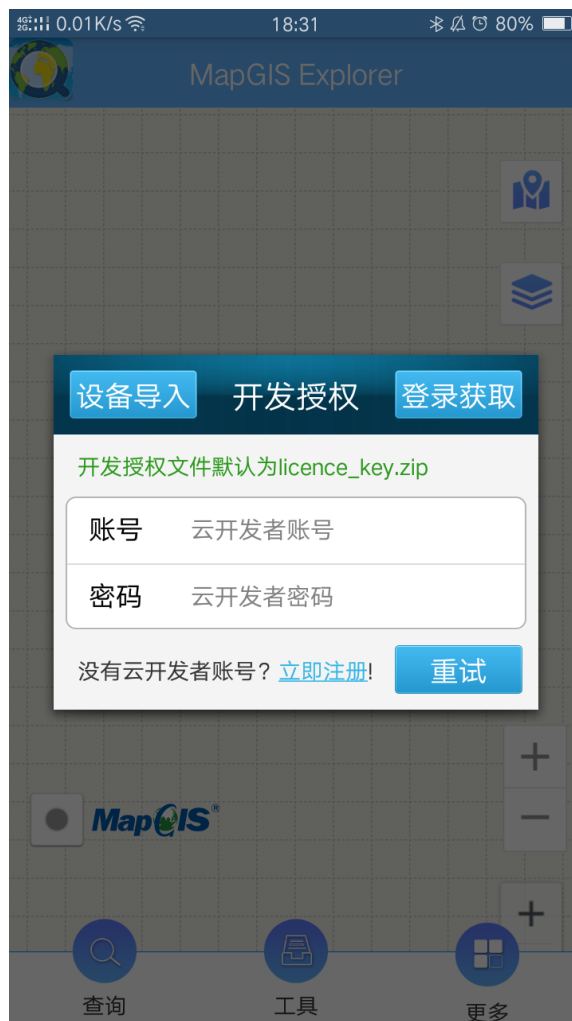 4G 2G 0.01K/s 18:31 80%
MapGIS Explorer
设备导入 开发授权 登录获取
开发授权文件默认为licence_key.zip
账号 云开发者账号
密码 云开发者密码
没有云开发者账号？立即注册! 重试
MapGIS®
查询 工具 更多